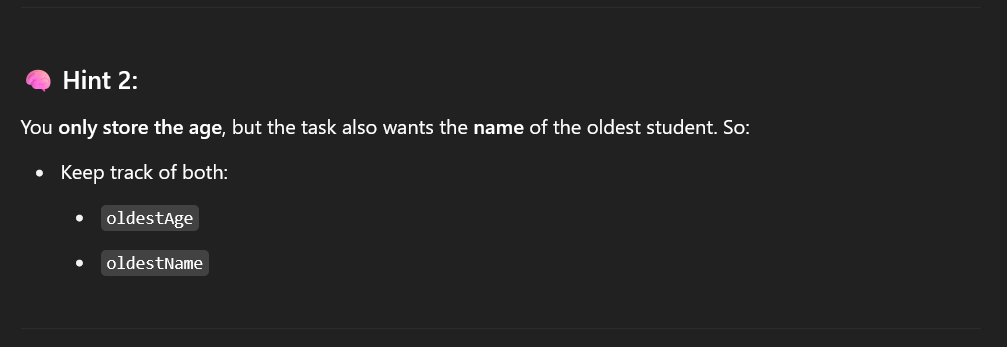 🧠 Hint 2:
You only store the age, but the task also wants the name of the oldest student. So:
• Keep track of both:
• oldestAge
• oldestName